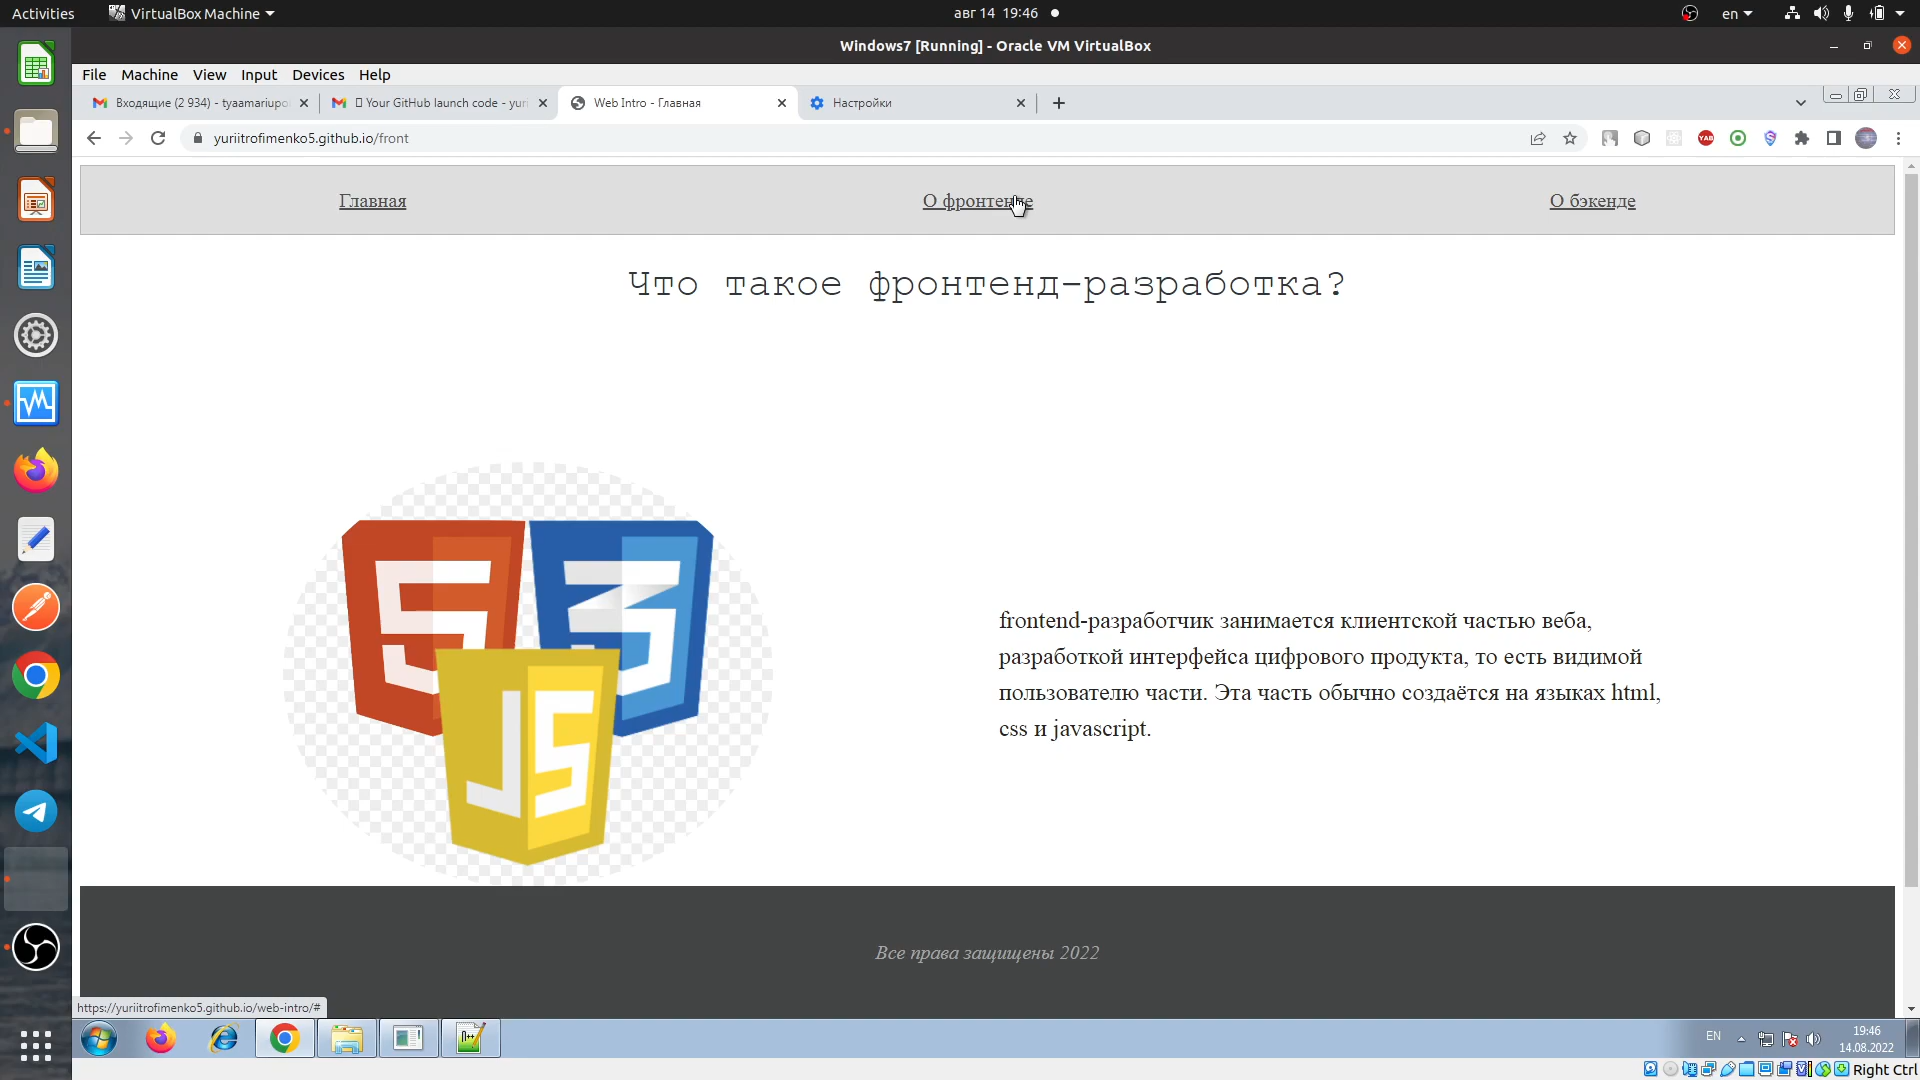 Activities
VirtualBox Machine
авг 14 19:46
en
Windows7 [Running] - Oracle VM VirtualBox
File Machine View Input Devices Help
Входящие (2 934) - tyaamariupo
Your GitHub launch code - yuri
Web Intro - Главная
Настройки
yuriitrofimenko5.github.io/front
Главная
О фронтенде
О бэкенде
Что такое фронтенд-разработка?
frontend-разработчик занимается клиентской частью веба,
разработкой интерфейса цифрового продукта, то есть видимой
пользователю части. Эта часть обычно создаётся на языках html,
css и javascript.
JS
Все права защищены 2022
https://yuriitrofimenko5.github.io/web-intro/#
EN
19:46
14.08.2022
Right Ctrl